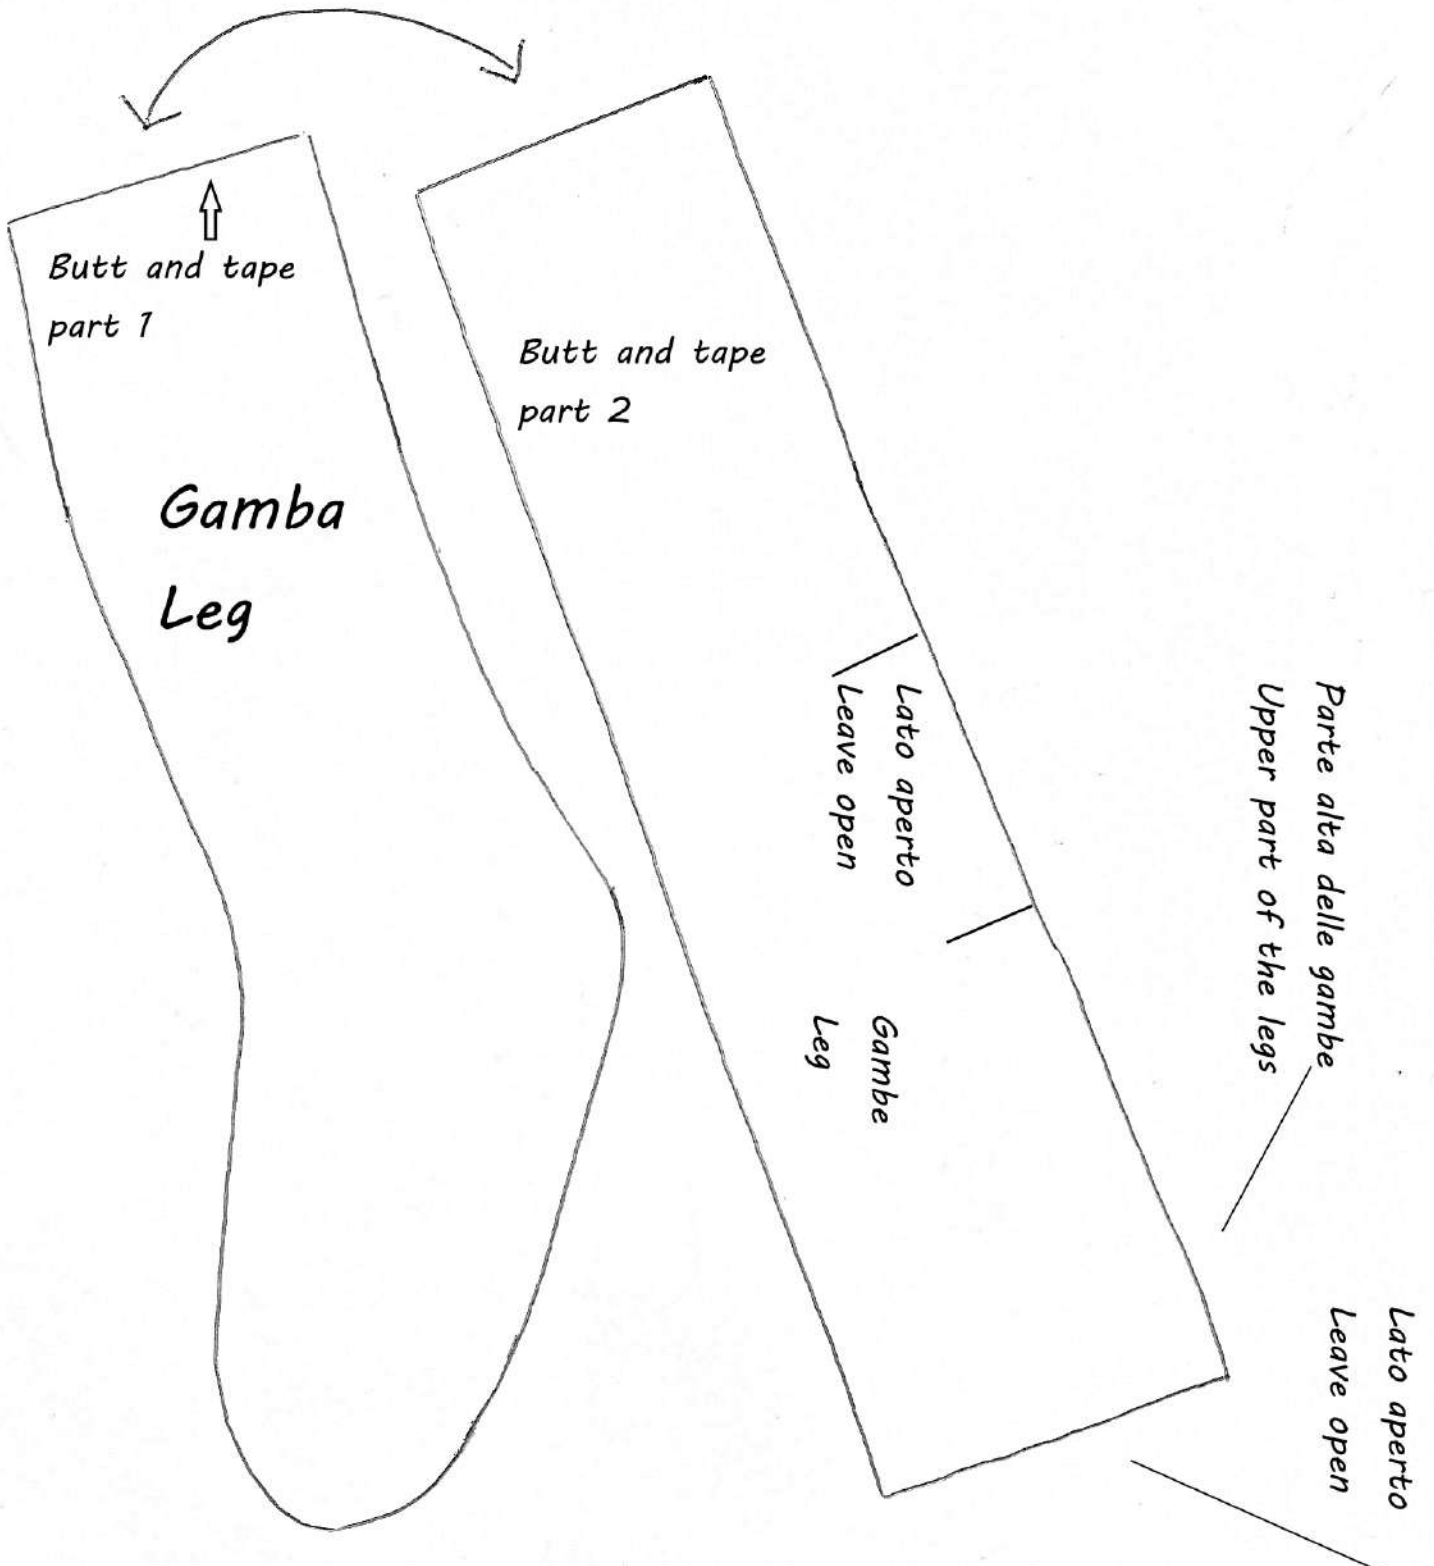 Butt and tape
part 1
Gamba
Leg
Butt and tape
part 2
Lato aperto
Leave open
Gambe
Leg
Parte alta delle gambe
Upper part of the legs
Lato aperto
Leave open